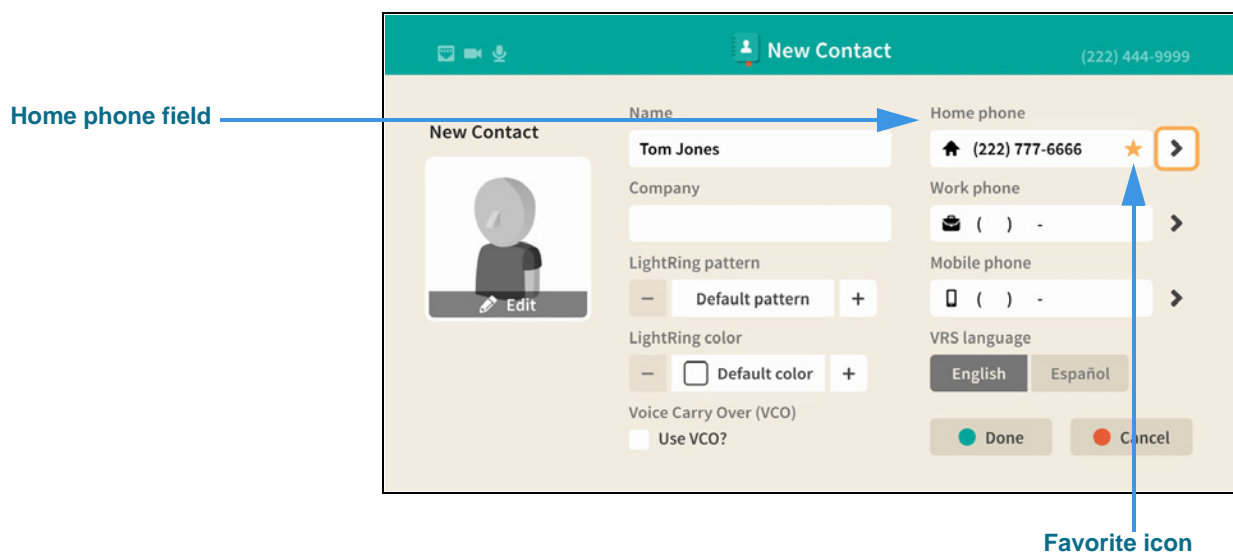 New Contact
(222) 444-9999
Home phone field
New Contact
Edit
Name
Tom Jones
Company
LightRing pattern
− Default pattern +
LightRing color
− Default color +
Voice Carry Over (VCO)
Use VCO?
Home phone
(222) 777-6666
Work phone
( ) -
Mobile phone
( ) -
VRS language
English Español
Done Cancel
Favorite icon